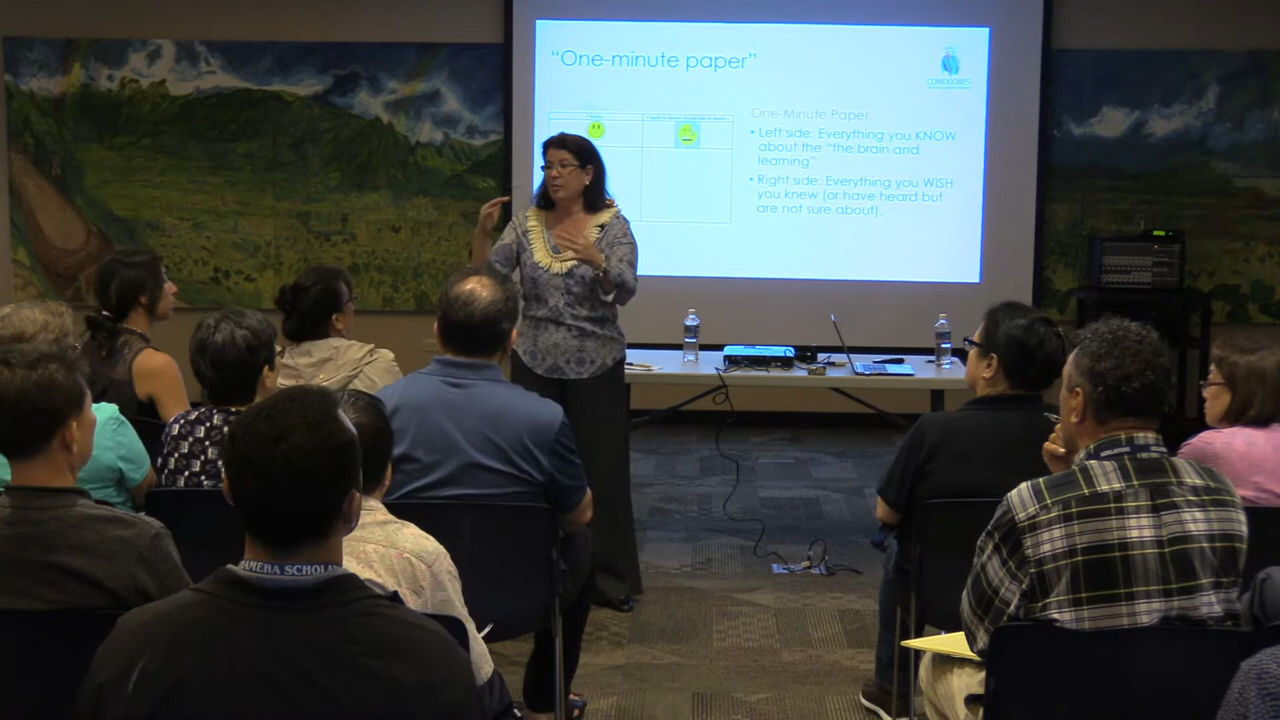 "One-minute paper"
CONEXIONES
One-Minute Paper
• Left side: Everything you KNOW
about the "the brain and
learning"
• Right side: Everything you WISH
you knew (or have heard but
are not sure about).
AMEHA SCHOLA